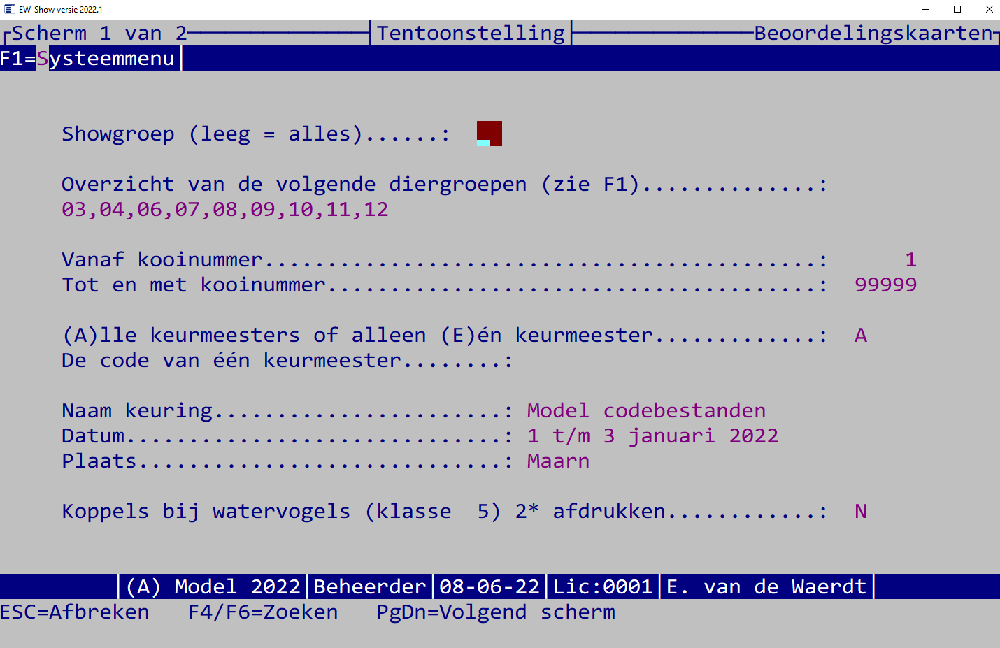 EW-Show versie 2022.1
Scherm 1 van 2 Tentoonstelling Beoordelingskaarten
F1=Systeemmenu
Showgroep (leeg = alles)......:
Overzicht van de volgende diergroepen (zie F1)..............:
03,04,06,07,08,09,10,11,12
Vanaf kooinummer............................................: 1
Tot en met kooinummer.......................................: 99999
(A)lle keurmeesters of alleen (E)én keurmeester.............: A
De code van één keurmeester........:
Naam keuring.......................: Model codebestanden
Datum..............................: 1 t/m 3 januari 2022
Plaats.............................: Maarn
Koppels bij watervogels (klasse  5) 2* afdrukken............: N
(A) Model 2022 Beheerder 08-06-22 Lic:0001 E. van de Waerdt
ESC=Afbreken F4/F6=Zoeken PgDn=Volgend scherm